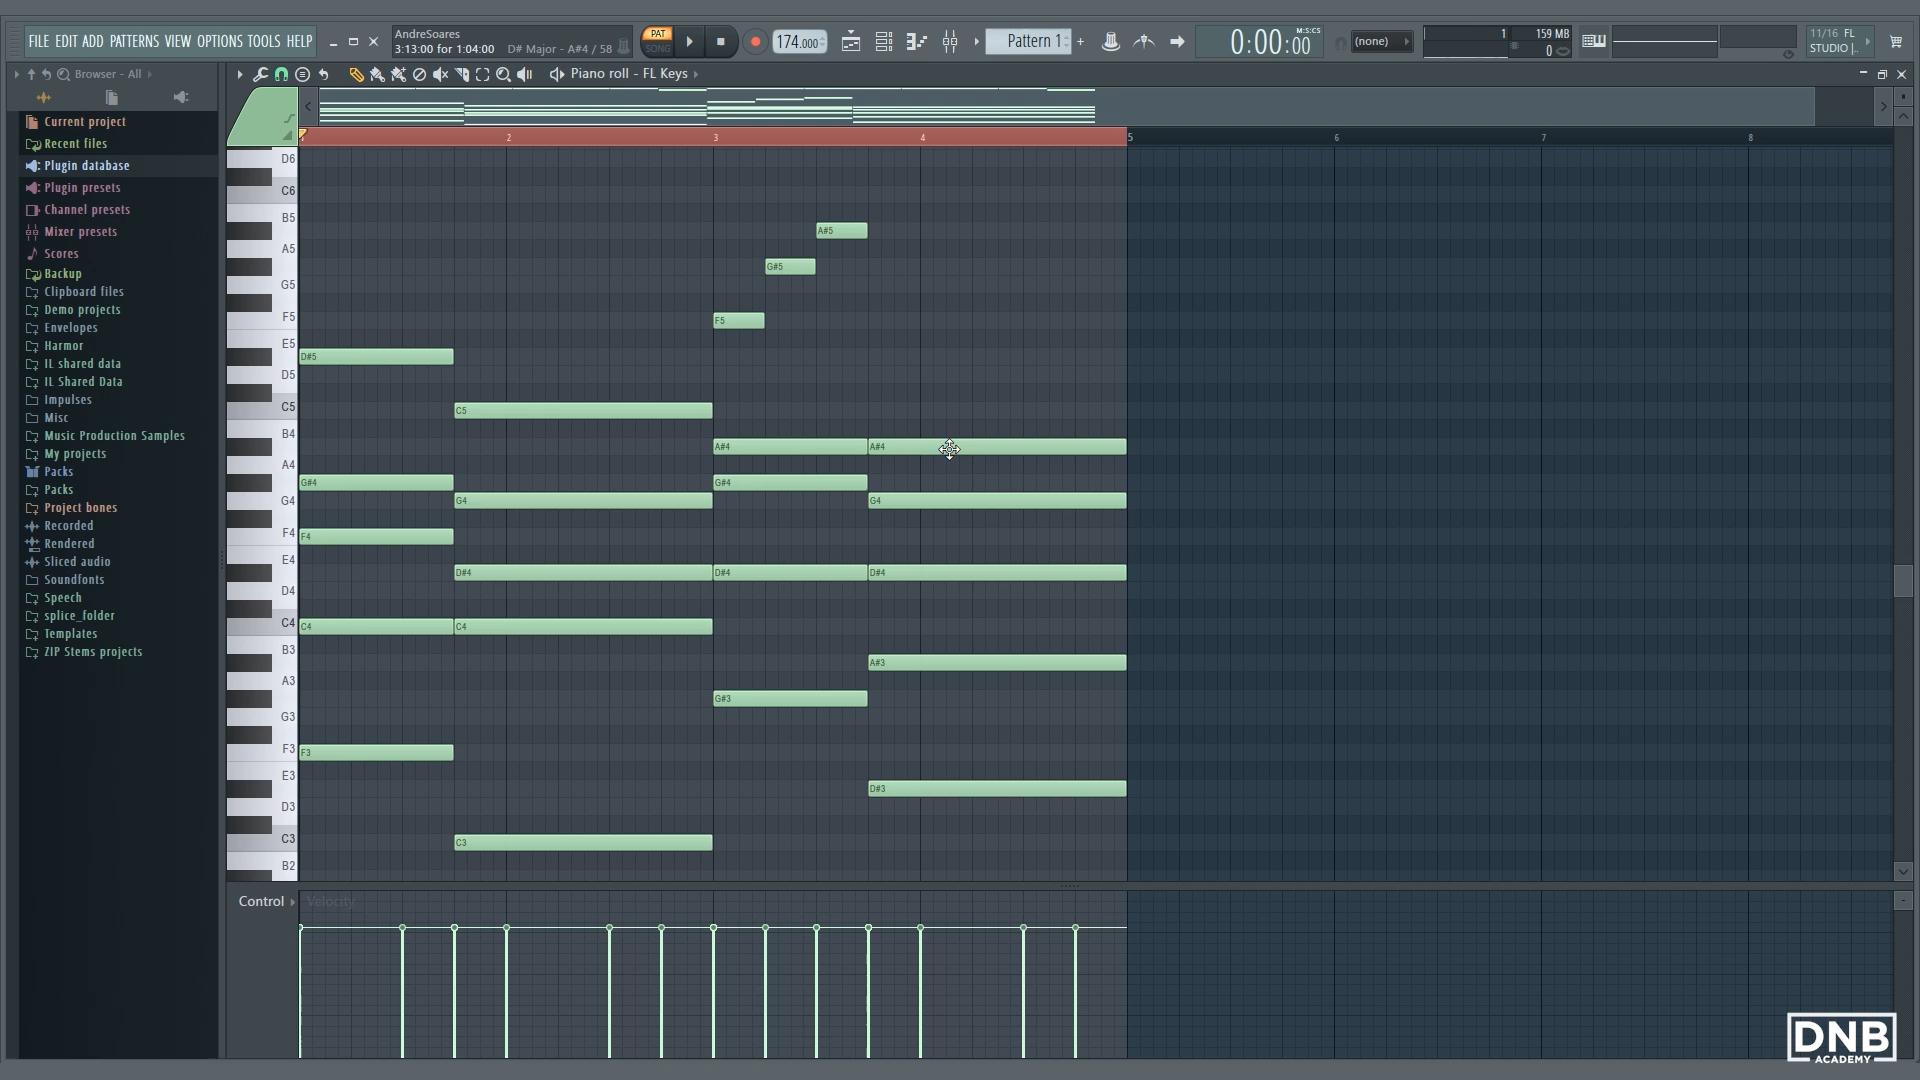 FILE EDIT ADD PATTERNS VIEW OPTIONS TOOLS HELP
AndreSoares
3:13:00 for 1:04:00 D# Major - A#4 / 58
PAT
SONG
174.000
Pattern 1
+
0:00:00
M:S:CS
(none)
1
159 MB
0
11/16 FL
STUDIO |..
Browser - All
Piano roll - FL Keys
Current project
Recent files
Plugin database
Plugin presets
Channel presets
Mixer presets
Scores
Backup
Clipboard files
Demo projects
Envelopes
Harmor
IL shared data
IL Shared Data
Impulses
Misc
Music Production Samples
My projects
Packs
Packs
Project bones
Recorded
Rendered
Sliced audio
Soundfonts
Speech
splice_folder
Templates
ZIP Stems projects
2 3 4 5 6 7 8
D6
C6
B5
A5
G5
F5
E5
D5
C5
B4
A4
G4
F4
E4
D4
C4
B3
A3
G3
F3
E3
D3
C3
B2
A#5
G#5
F5
D#5
C5
A#4 A#4
G#4 G#4
G4 G4
F4
D#4 D#4 D#4
C4 C4
A#3
G#3
F3
D#3
C3
Control Velocity
DNB
ACADEMY